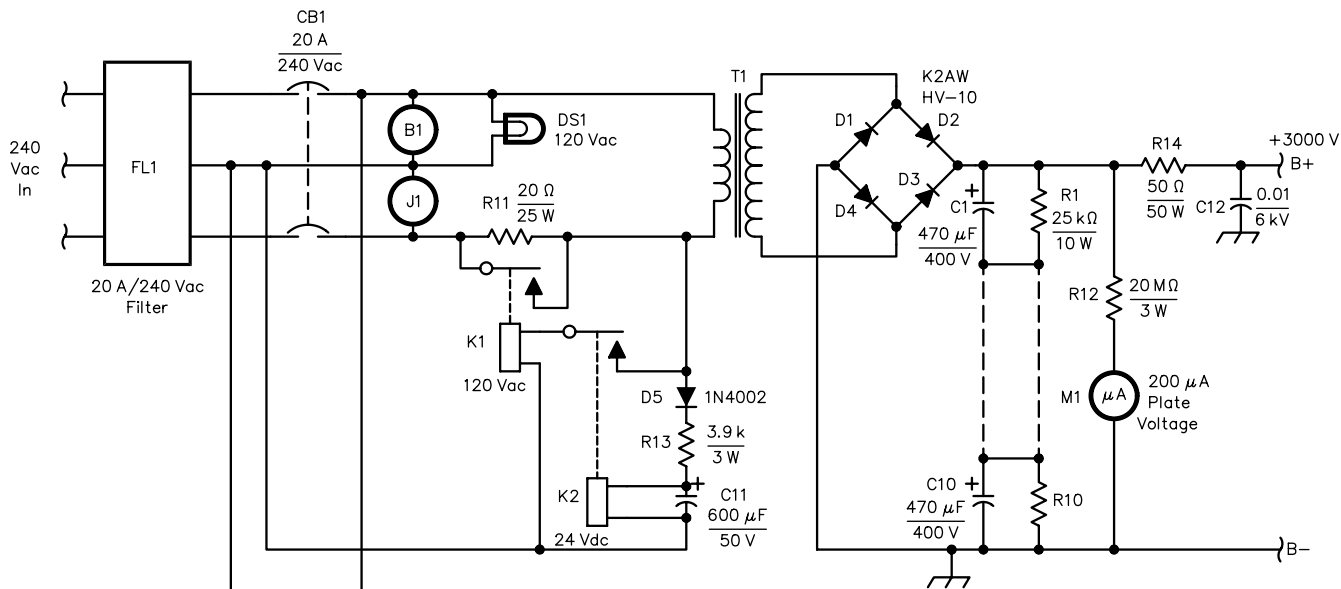 CB1
20 A
240 Vac
240
Vac
In
FL1
20 A/240 Vac
Filter
B1
J1
DS1
120 Vac
R11
20 Ω
25 W
K1
120 Vac
K2
24 Vdc
D5
1N4002
R13
3.9 k
3 W
C11
+
600 μF
50 V
T1
K2AW
HV-10
D1
D2
D3
D4
+
C1
470 μF
400 V
R1
25 kΩ
10 W
R14
50 Ω
50 W
C12
0.01
6 kV
+3000 V
B+
R12
20 MΩ
3 W
M1
μA
200 μA
Plate
Voltage
C10
+
470 μF
400 V
R10
B-